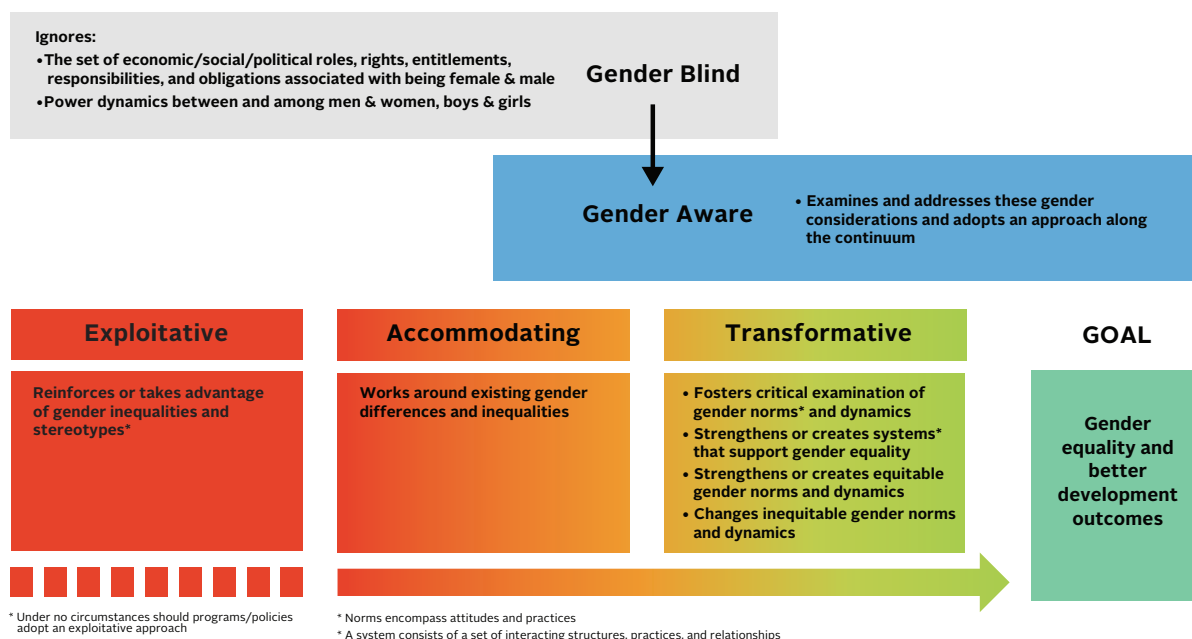 Ignores:
•The set of economic/social/political roles, rights, entitlements,
responsibilities, and obligations associated with being female & male
•Power dynamics between and among men & women, boys & girls
Gender Blind
Gender Aware
• Examines and addresses these gender
considerations and adopts an approach along
the continuum
Exploitative
Reinforces or takes advantage
of gender inequalities and
stereotypes*
Accommodating
Works around existing gender
differences and inequalities
Transformative
• Fosters critical examination of
gender norms* and dynamics
• Strengthens or creates systems*
that support gender equality
• Strengthens or creates equitable
gender norms and dynamics
• Changes inequitable gender norms
and dynamics
GOAL
Gender
equality and
better
development
outcomes
* Under no circumstances should programs/policies
adopt an exploitative approach
* Norms encompass attitudes and practices
* A system consists of a set of interacting structures, practices, and relationships